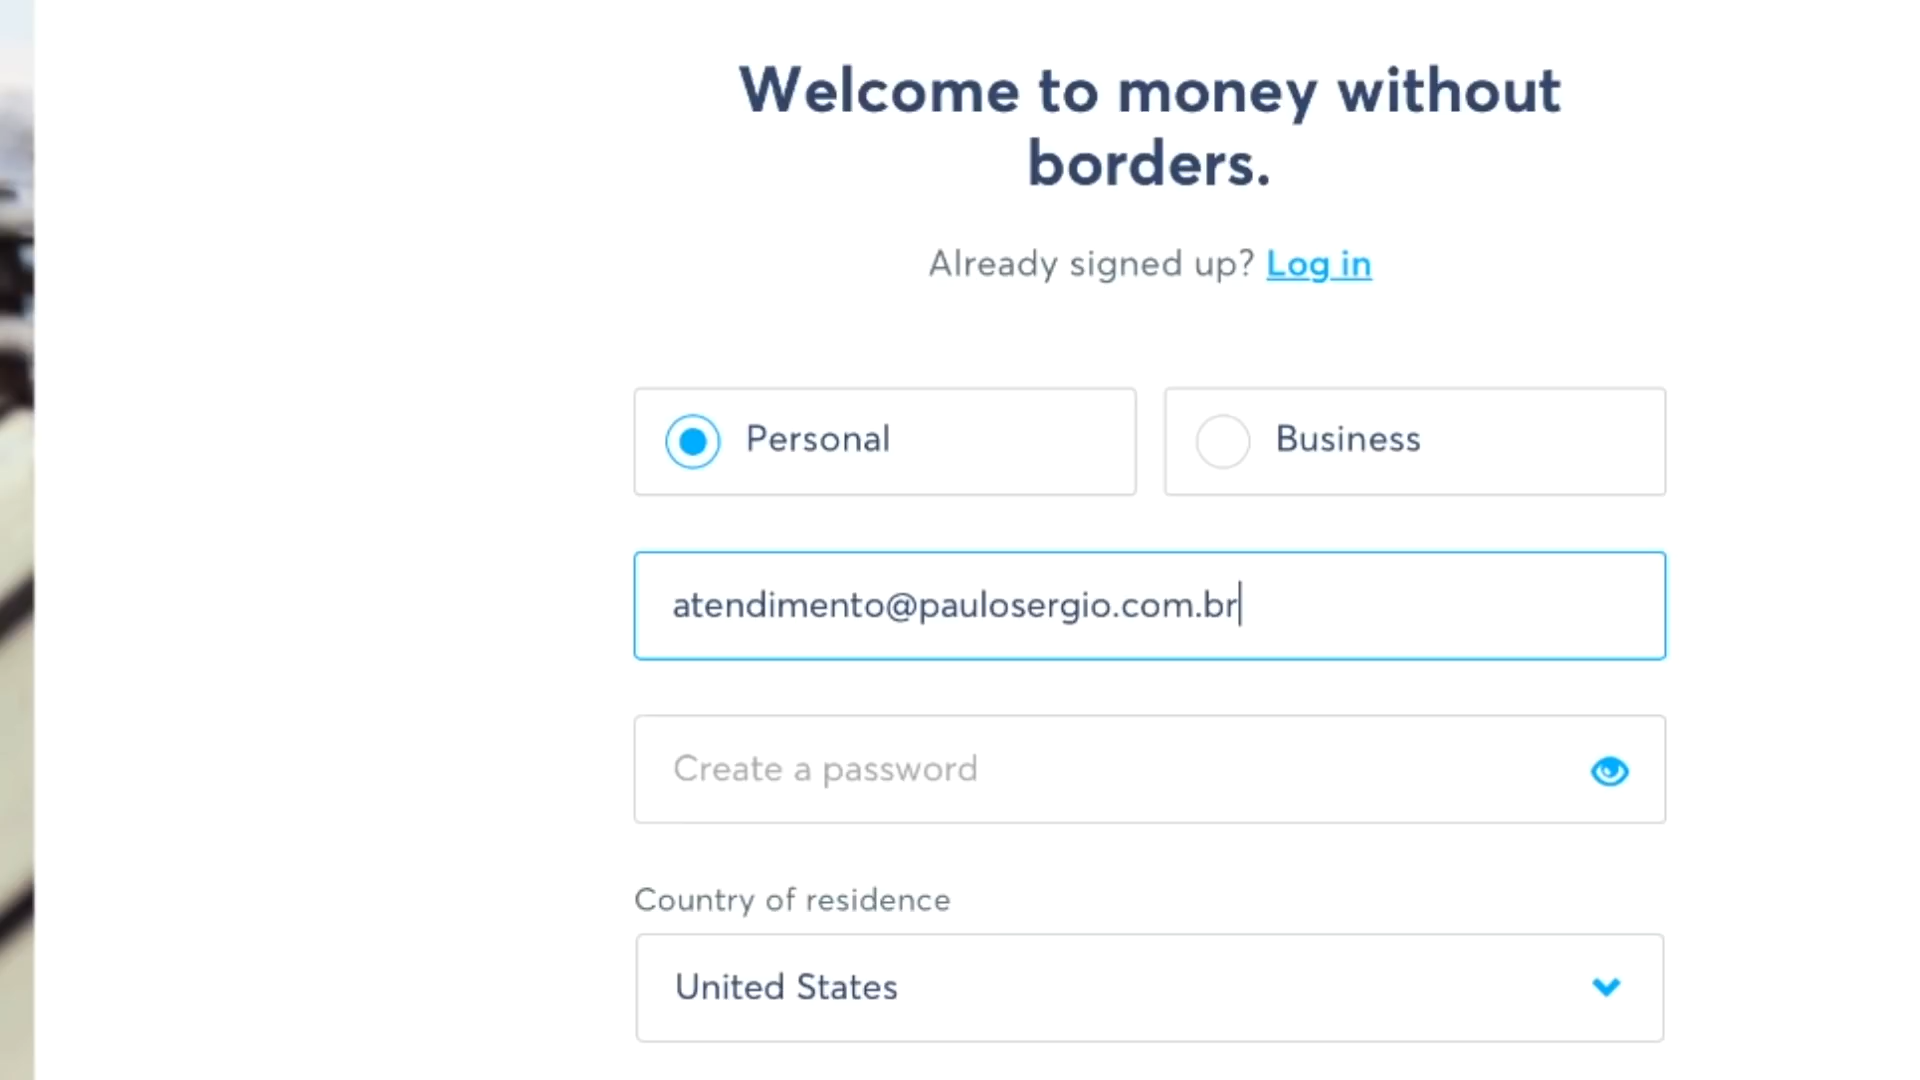 Welcome to money without
borders.
Already signed up? Log in
Personal
Business
atendimento@paulosergio.com.br
Create a password
Country of residence
United States